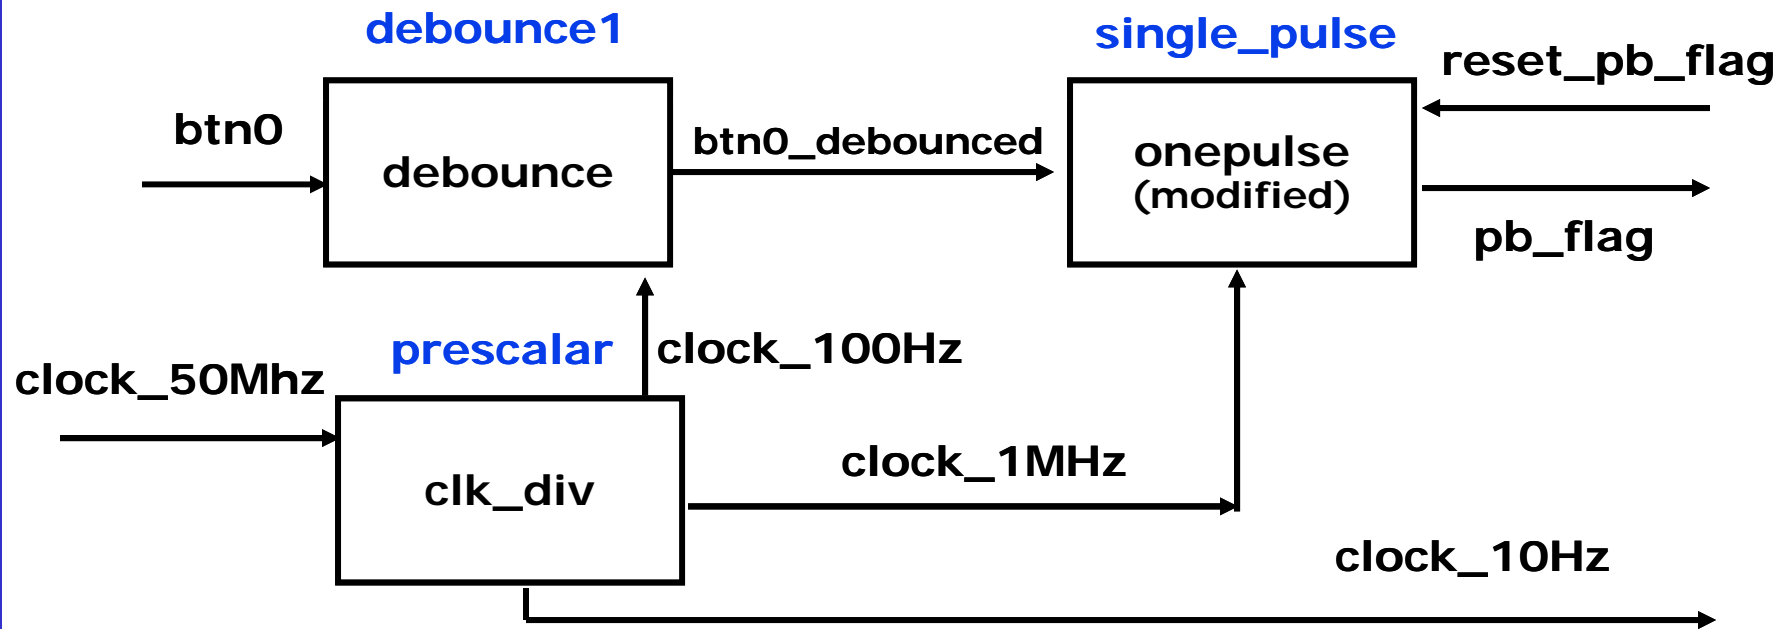 debounce1
single_pulse
reset_pb_flag
btn0
debounce
btn0_debounced
onepulse
(modified)
pb_flag
prescalar
clock_100Hz
clock_50Mhz
clk_div
clock_1MHz
clock_10Hz